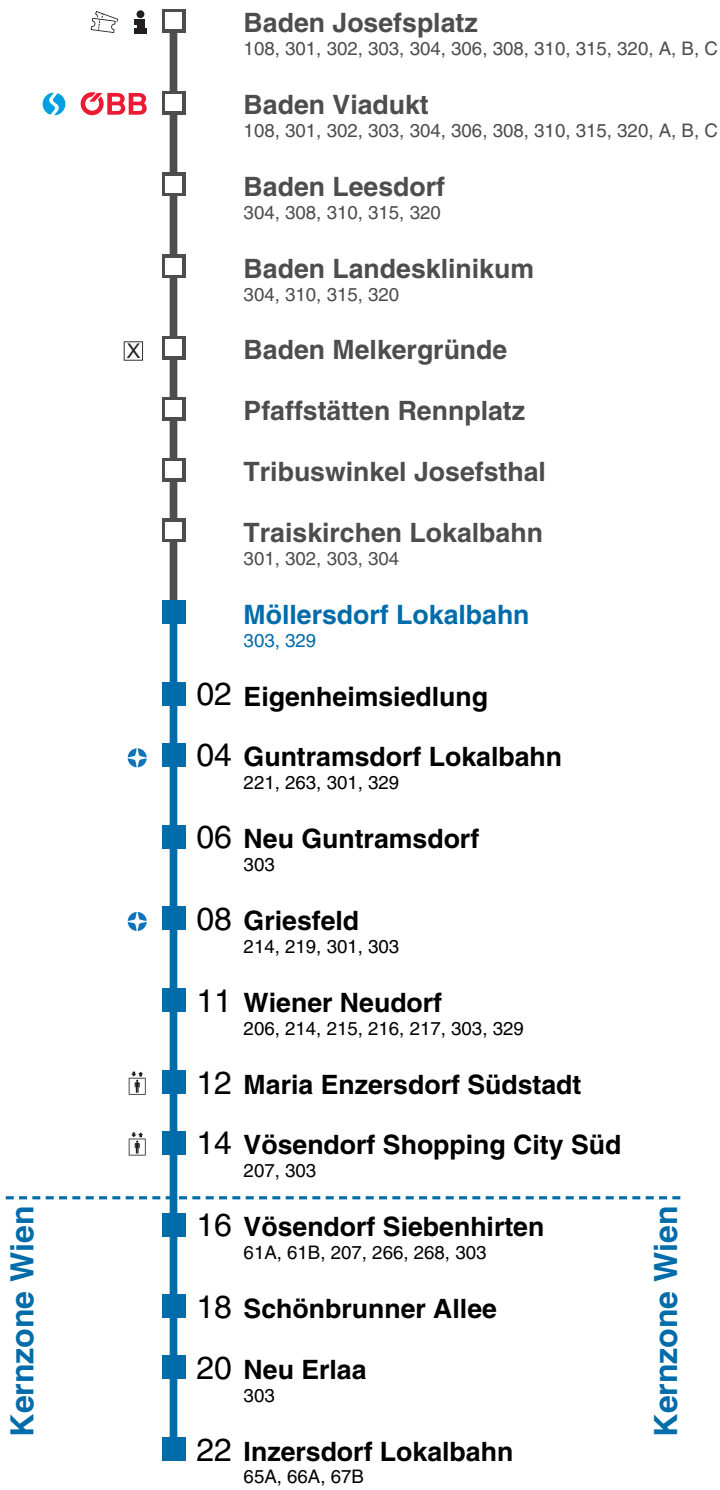 Baden Josefsplatz
108, 301, 302, 303, 304, 306, 308, 310, 315, 320, A, B, C
ÖBB Baden Viadukt
108, 301, 302, 303, 304, 306, 308, 310, 315, 320, A, B, C
Baden Leesdorf
304, 308, 310, 315, 320
Baden Landesklinikum
304, 310, 315, 320
X Baden Melkergründe
Pfaffstätten Rennplatz
Tribuswinkel Josefsthal
Traiskirchen Lokalbahn
301, 302, 303, 304
Möllersdorf Lokalbahn
303, 329
02 Eigenheimsiedlung
04 Guntramsdorf Lokalbahn
221, 263, 301, 329
06 Neu Guntramsdorf
303
08 Griesfeld
214, 219, 301, 303
11 Wiener Neudorf
206, 214, 215, 216, 217, 303, 329
12 Maria Enzersdorf Südstadt
14 Vösendorf Shopping City Süd
207, 303
Kernzone Wien
16 Vösendorf Siebenhirten
61A, 61B, 207, 266, 268, 303
18 Schönbrunner Allee
20 Neu Erlaa
303
22 Inzersdorf Lokalbahn
65A, 66A, 67B
Kernzone Wien